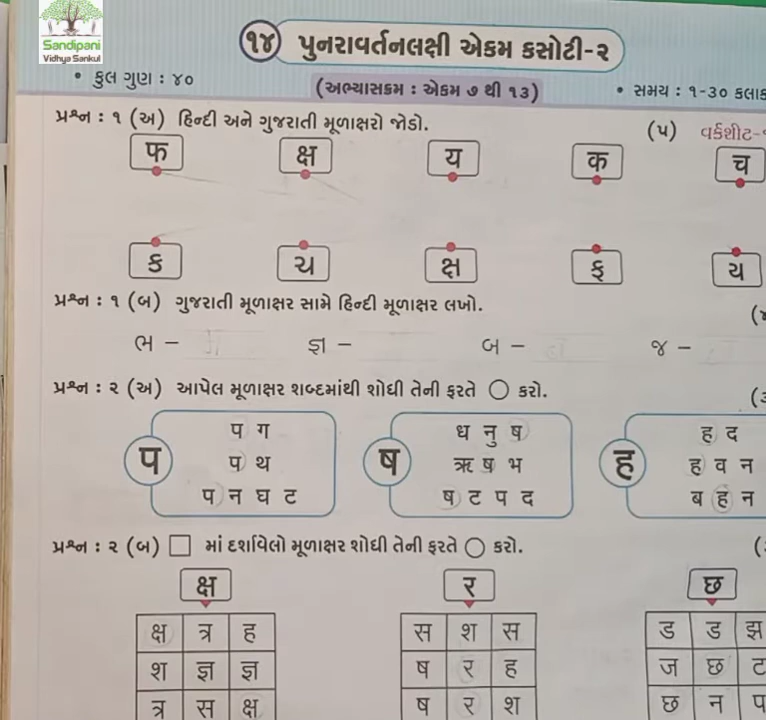 Sandipani
Vidhya Sankul
૧૪ પુનરાવર્તનલક્ષી એકમ કસોટી-૨
• કુલ ગુણ : ૪૦
(અભ્યાસક્રમ : એકમ ૭ થી ૧૩)
• સમય : ૧-૩૦ કલાક
પ્રશ્ન : ૧ (અ) હિન્દી અને ગુજરાતી મૂળાક્ષરો જોડો. (૫) વર્કશીટ-
फ क्ष य क च
ક ચ ક્ષ ફ ય
પ્રશ્ન : ૧ (બ) ગુજરાતી મૂળાક્ષર સામે હિન્દી મૂળાક્ષર લખો.
ભ – જ્ઞ – બ – જ –
પ્રશ્ન : ૨ (અ) આપેલ મૂળાક્ષર શબ્દમાંથી શોધી તેની ફરતે ○ કરો.
प ग ध नु ष ह द
प प थ ष ऋ ष भ ह ह व न
प न घ ट ष ट प द ब ह न
પ્રશ્ન : ૨ (બ) □ માં દર્શાવેલો મૂળાક્ષર શોધી તેની ફરતે ○ કરો.
क्ष र छ
क्ष त्र ह स श स ड ड झ
श ज्ञ ज्ञ ष र ह ज छ ट
त्र स क्ष ष र श छ न प